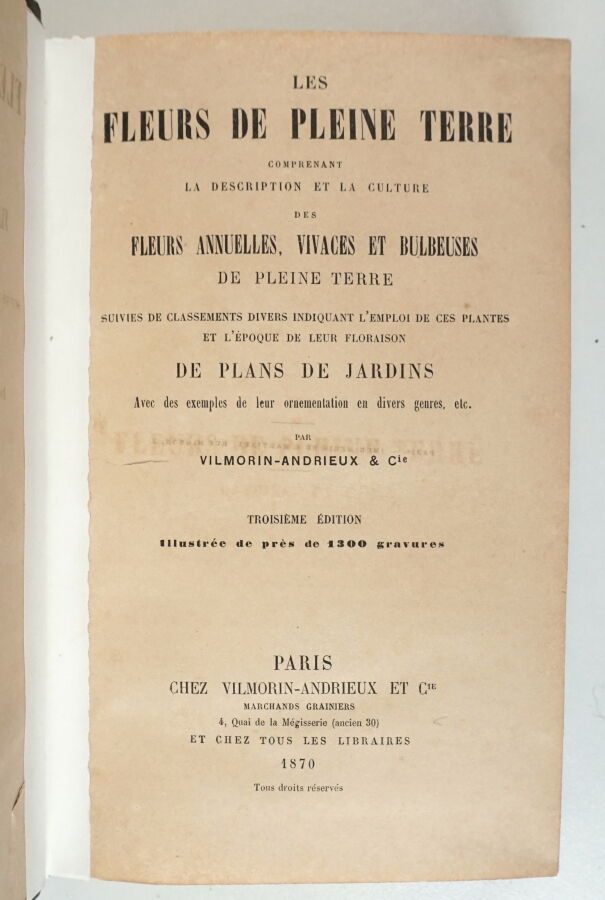 LES
FLEURS DE PLEINE TERRE
COMPRENANT
LA DESCRIPTION ET LA CULTURE
DES
FLEURS ANNUELLES, VIVACES ET BULBEUSES
DE PLEINE TERRE
SUIVIES DE CLASSEMENTS DIVERS INDIQUANT L'EMPLOI DE CES PLANTES
ET L'ÉPOQUE DE LEUR FLORAISON
DE PLANS DE JARDINS
Avec des exemples de leur ornementation en divers genres, etc.
PAR
VILMORIN-ANDRIEUX & Cie
TROISIÈME ÉDITION
Illustrée de près de 1300 gravures
PARIS
CHEZ VILMORIN-ANDRIEUX ET CIE
MARCHANDS GRAINIERS
4, Quai de la Mégisserie (ancien 30)
ET CHEZ TOUS LES LIBRAIRES
1870
Tous droits réservés